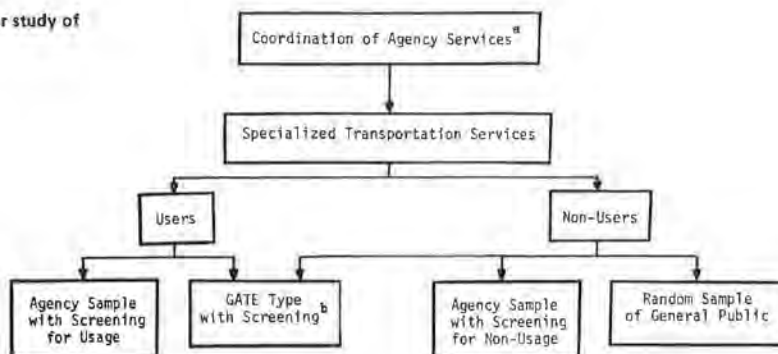 r study of
Coordination of Agency Services a
Specialized Transportation Services
Users
Non-Users
Agency Sample
with Screening
for Usage
GATE Type
with Screening b
Agency Sample
with Screening
for Non-Usage
Random Sample
of General Public